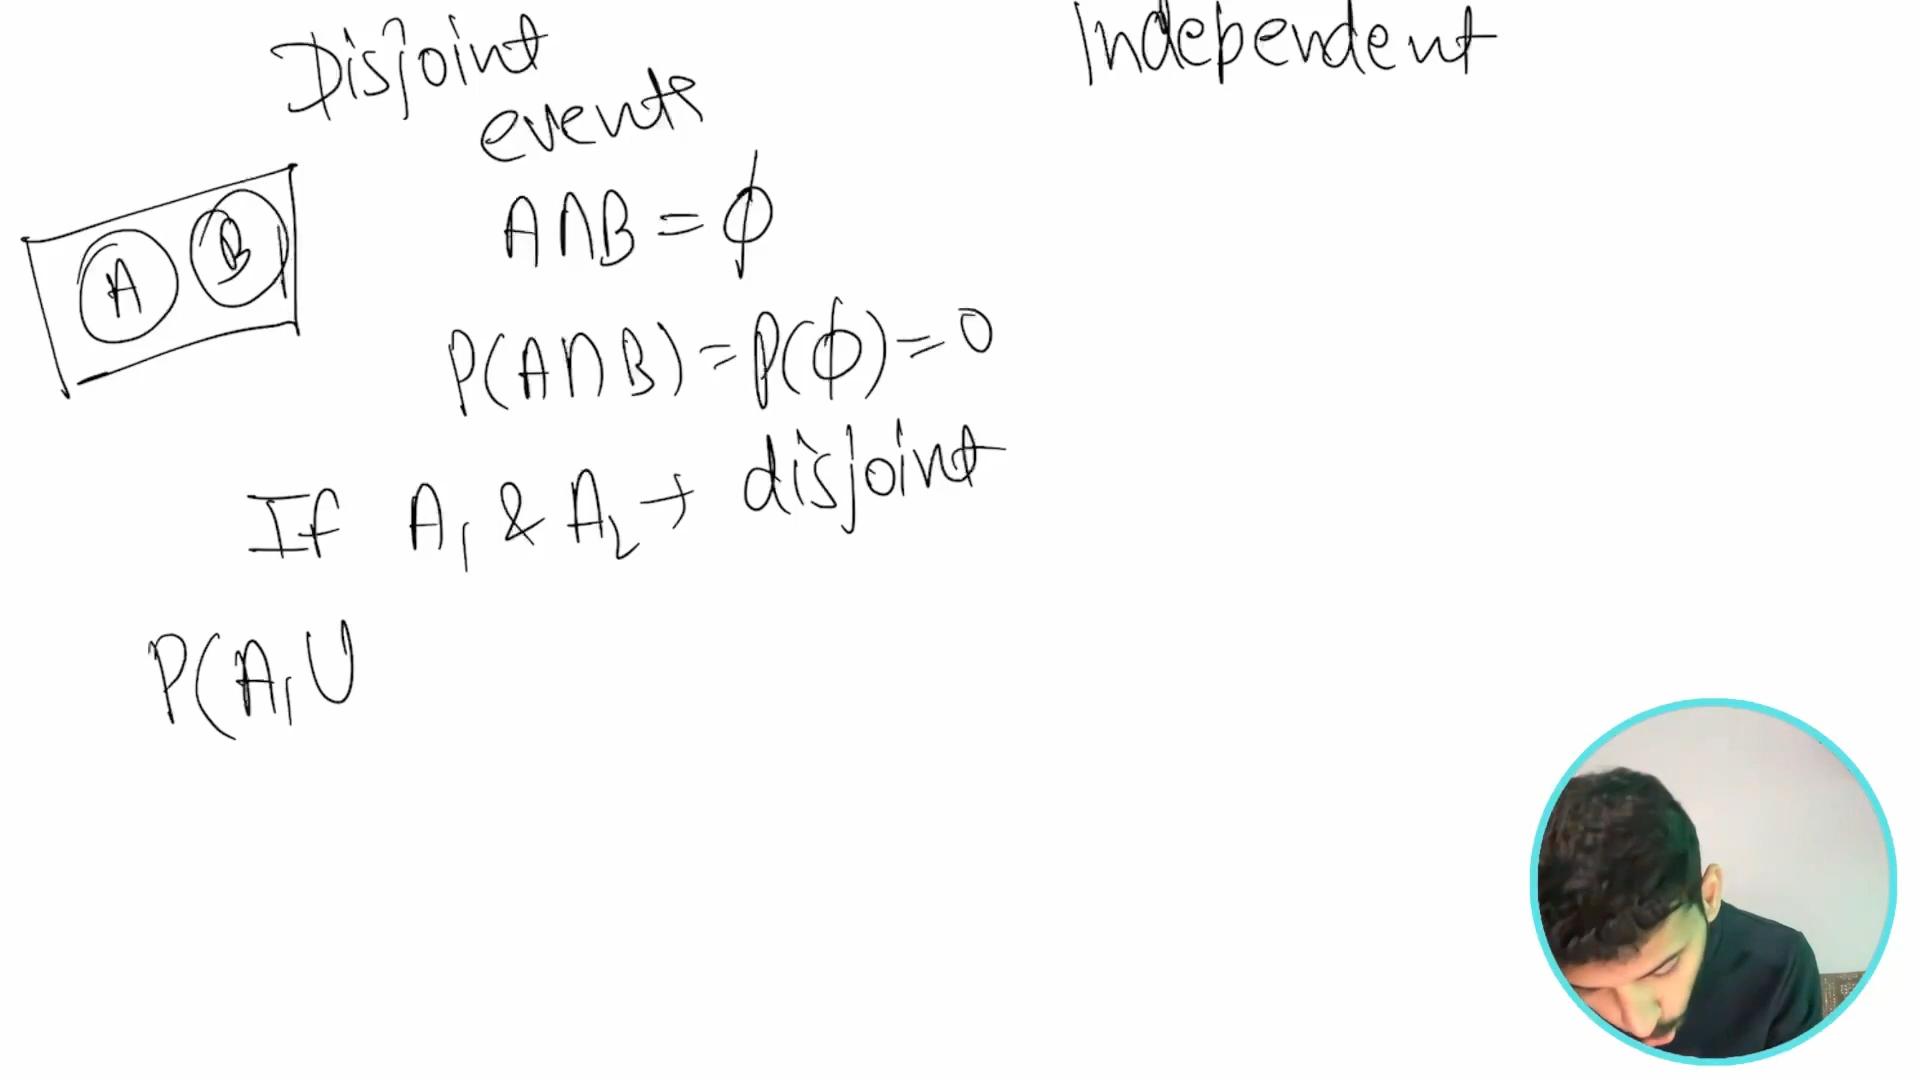 Disjoint
events
Independent
A B
A∩B = ϕ
P(A∩B) = P(ϕ) = 0
If A₁ & A₂ → disjoint
P(A₁ ∪